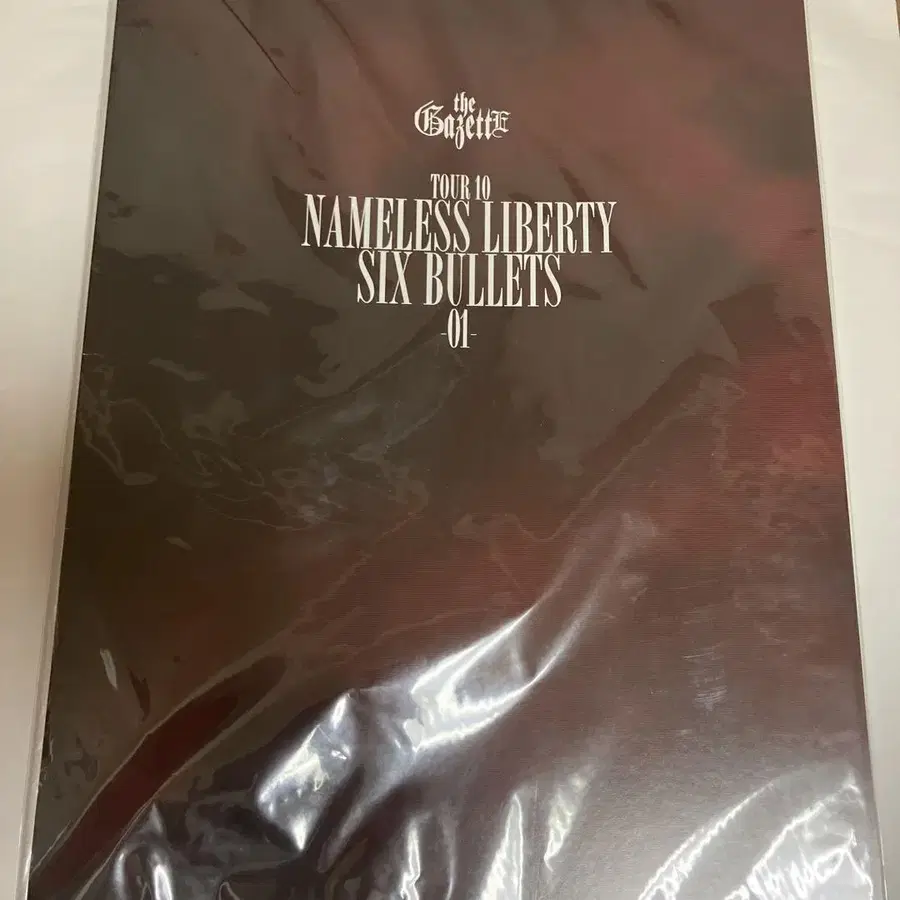 the
GazettE
TOUR 10
NAMELESS LIBERTY
SIX BULLETS
-01-